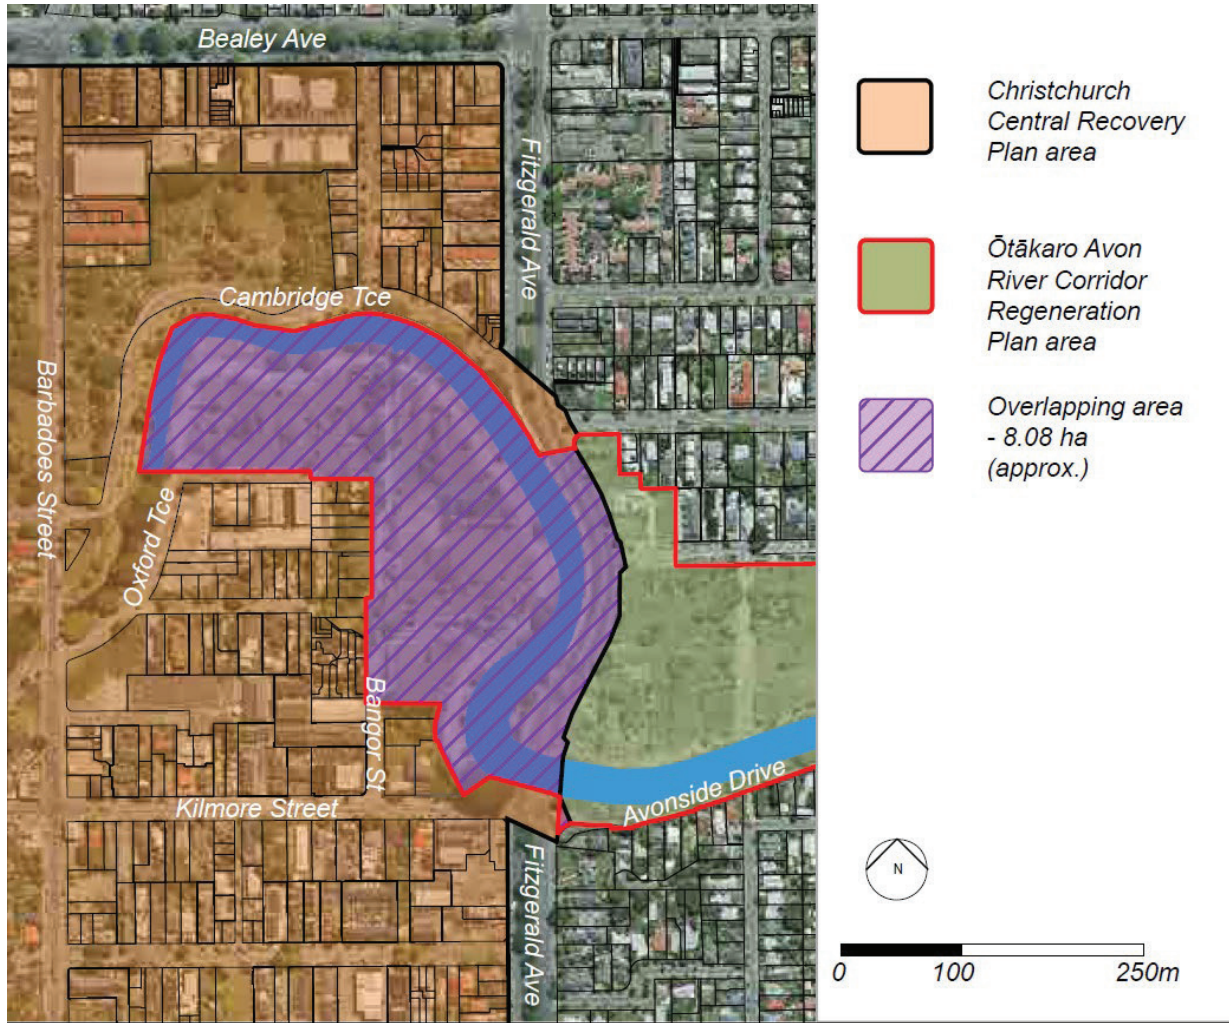 Bealey Ave
Fitzgerald Ave
Cambridge Tce
Barbadoes Street
Oxford Tce
Bangor St
Kilmore Street
Avonside Drive
Fitzgerald Ave
Christchurch
Central Recovery
Plan area
Ōtākaro Avon
River Corridor
Regeneration
Plan area
Overlapping area
- 8.08 ha
(approx.)
N
0 100 250m